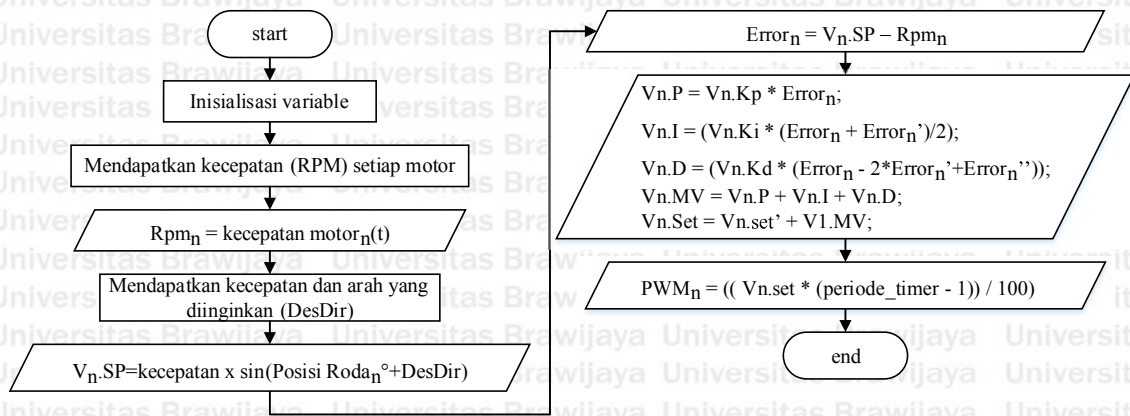 start
Inisialisasi variable
Mendapatkan kecepatan (RPM) setiap motor
Rpmn = kecepatan motorn(t)
Mendapatkan kecepatan dan arah yang
diinginkan (DesDir)
Vn.SP=kecepatan x sin(Posisi Rodan°+DesDir)
Errorn = Vn.SP – Rpmn
Vn.P = Vn.Kp * Errorn;
Vn.I = (Vn.Ki * (Errorn + Errorn’)/2);
Vn.D = (Vn.Kd * (Errorn - 2*Errorn’+Errorn’’));
Vn.MV = Vn.P + Vn.I + Vn.D;
Vn.Set = Vn.set’ + V1.MV;
PWMn = (( Vn.set * (periode_timer - 1)) / 100)
end